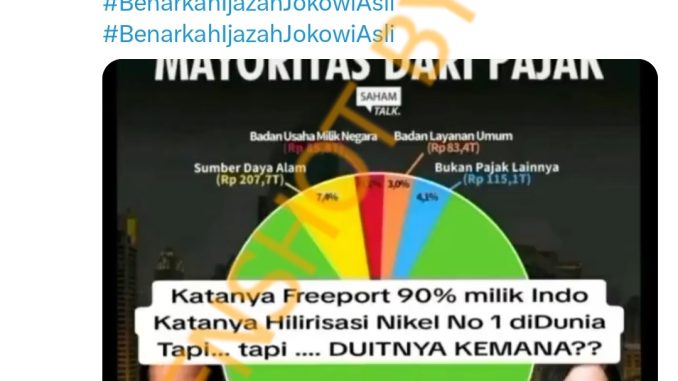 #BenarkahIjazahJokowiAsli
#BenarkahIjazahJokowiAsli
MAYORITAS DARI PAJAK
SAHAM
TALK.
Badan Usaha Milik Negara
Badan Layanan Umum
(Rp 83,4T)
Sumber Daya Alam
(Rp 207,7T)
Bukan Pajak Lainnya
(Rp 115,1T)
7,4%
3,0%
4,1%
Katanya Freeport 90% milik Indo
Katanya Hilirisasi Nikel No 1 diDunia
Tapi... tapi .... DUITNYA KEMANA??